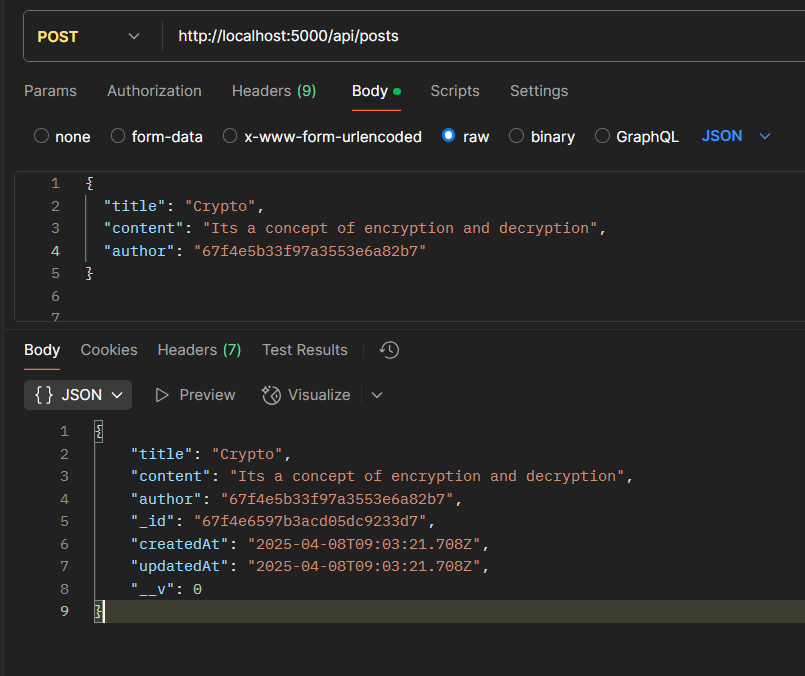 POST http://localhost:5000/api/posts
Params Authorization Headers (9) Body Scripts Settings
none form-data x-www-form-urlencoded raw binary GraphQL JSON
1 {
2 "title": "Crypto",
3 "content": "Its a concept of encryption and decryption",
4 "author": "67f4e5b33f97a3553e6a82b7"
5 }
6
7
Body Cookies Headers (7) Test Results
{} JSON Preview Visualize
1 {
2 "title": "Crypto",
3 "content": "Its a concept of encryption and decryption",
4 "author": "67f4e5b33f97a3553e6a82b7",
5 "_id": "67f4e6597b3acd05dc9233d7",
6 "createdAt": "2025-04-08T09:03:21.708Z",
7 "updatedAt": "2025-04-08T09:03:21.708Z",
8 "__v": 0
9 }